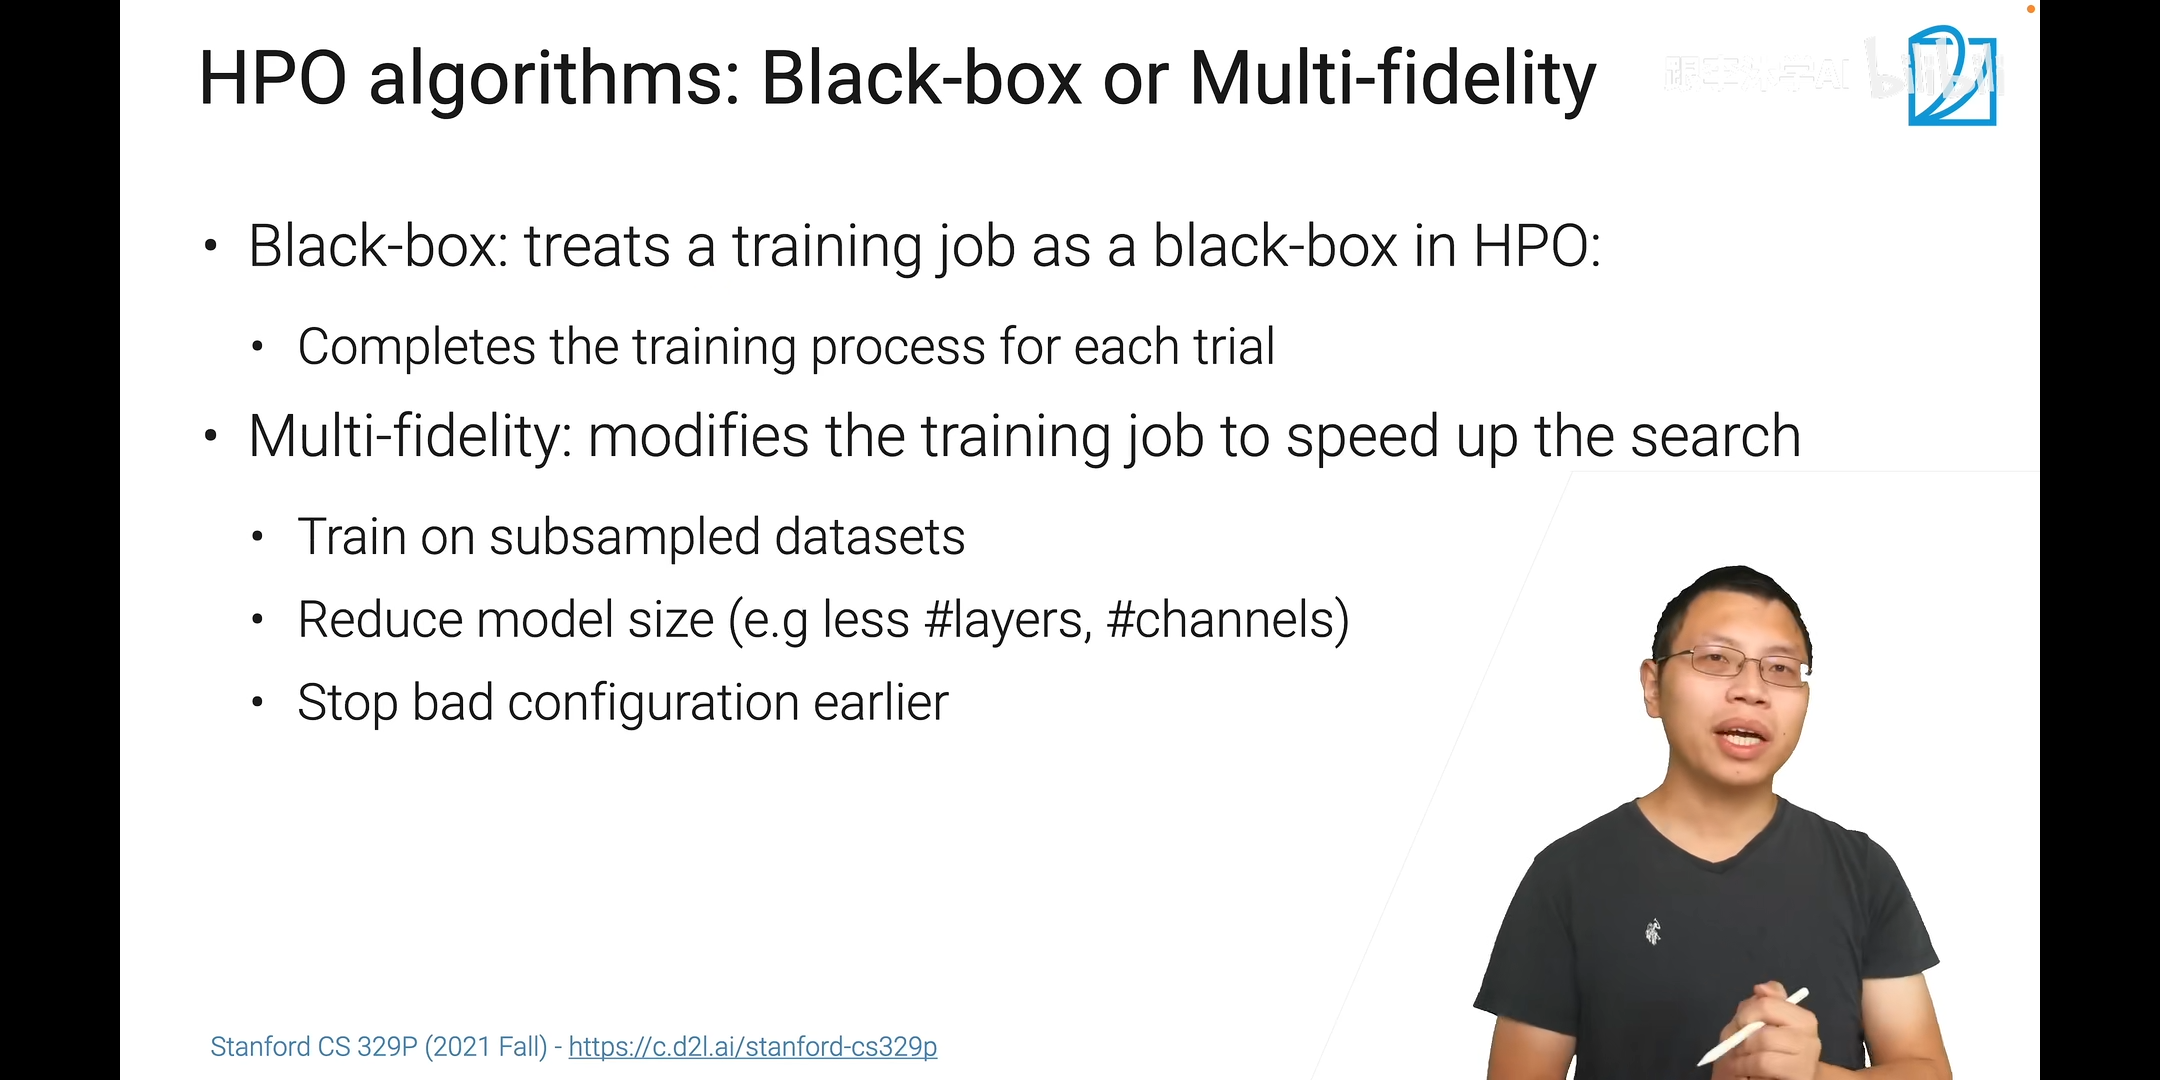 HPO algorithms: Black-box or Multi-fidelity
跟李沐学AI bilibili
• Black-box: treats a training job as a black-box in HPO:
• Completes the training process for each trial
• Multi-fidelity: modifies the training job to speed up the search
• Train on subsampled datasets
• Reduce model size (e.g less #layers, #channels)
• Stop bad configuration earlier
Stanford CS 329P (2021 Fall) - https://c.d2l.ai/stanford-cs329p